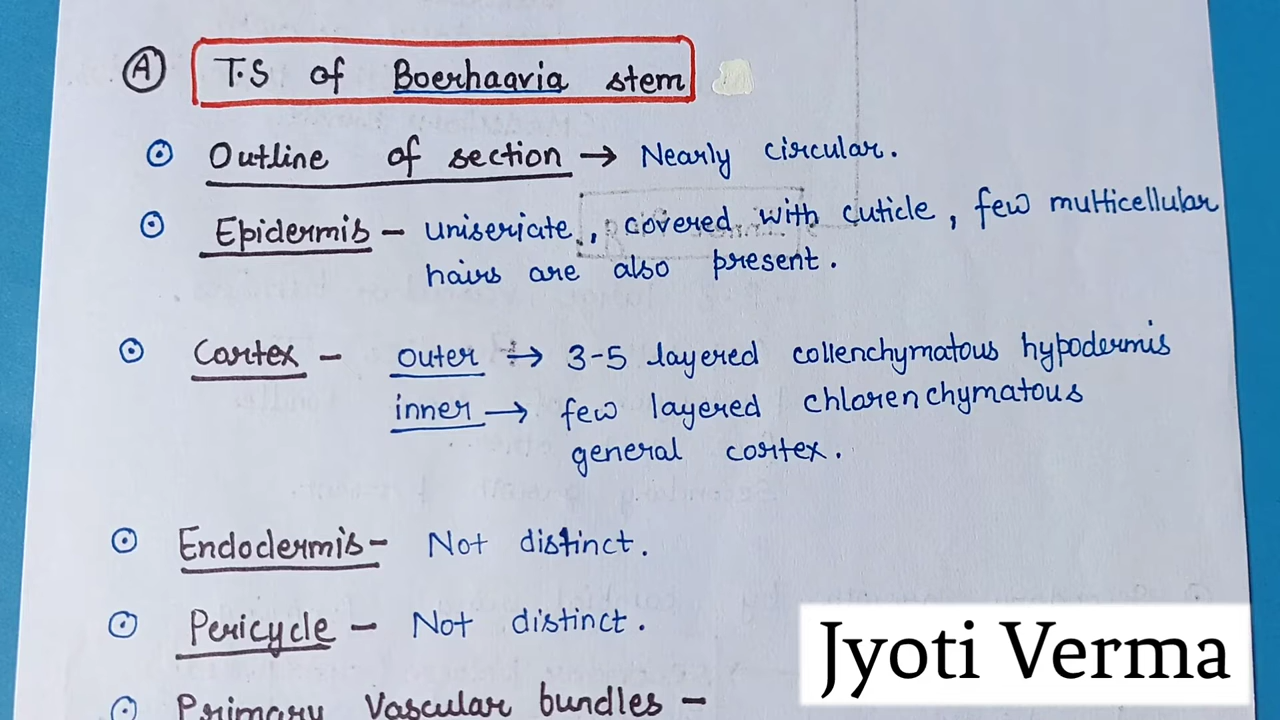 Ⓐ T.S of Boerhaavia stem
⊙ Outline of section → Nearly circular.
⊙ Epidermis – uniseriate, covered with cuticle, few multicellular
hairs are also present.
⊙ Cortex – outer → 3-5 layered collenchymatous hypodermis
inner → few layered chlorenchymatous
general cortex.
⊙ Endodermis – Not distinct.
⊙ Pericycle – Not distinct.
⊙ Primary Vascular bundles –
Jyoti Verma